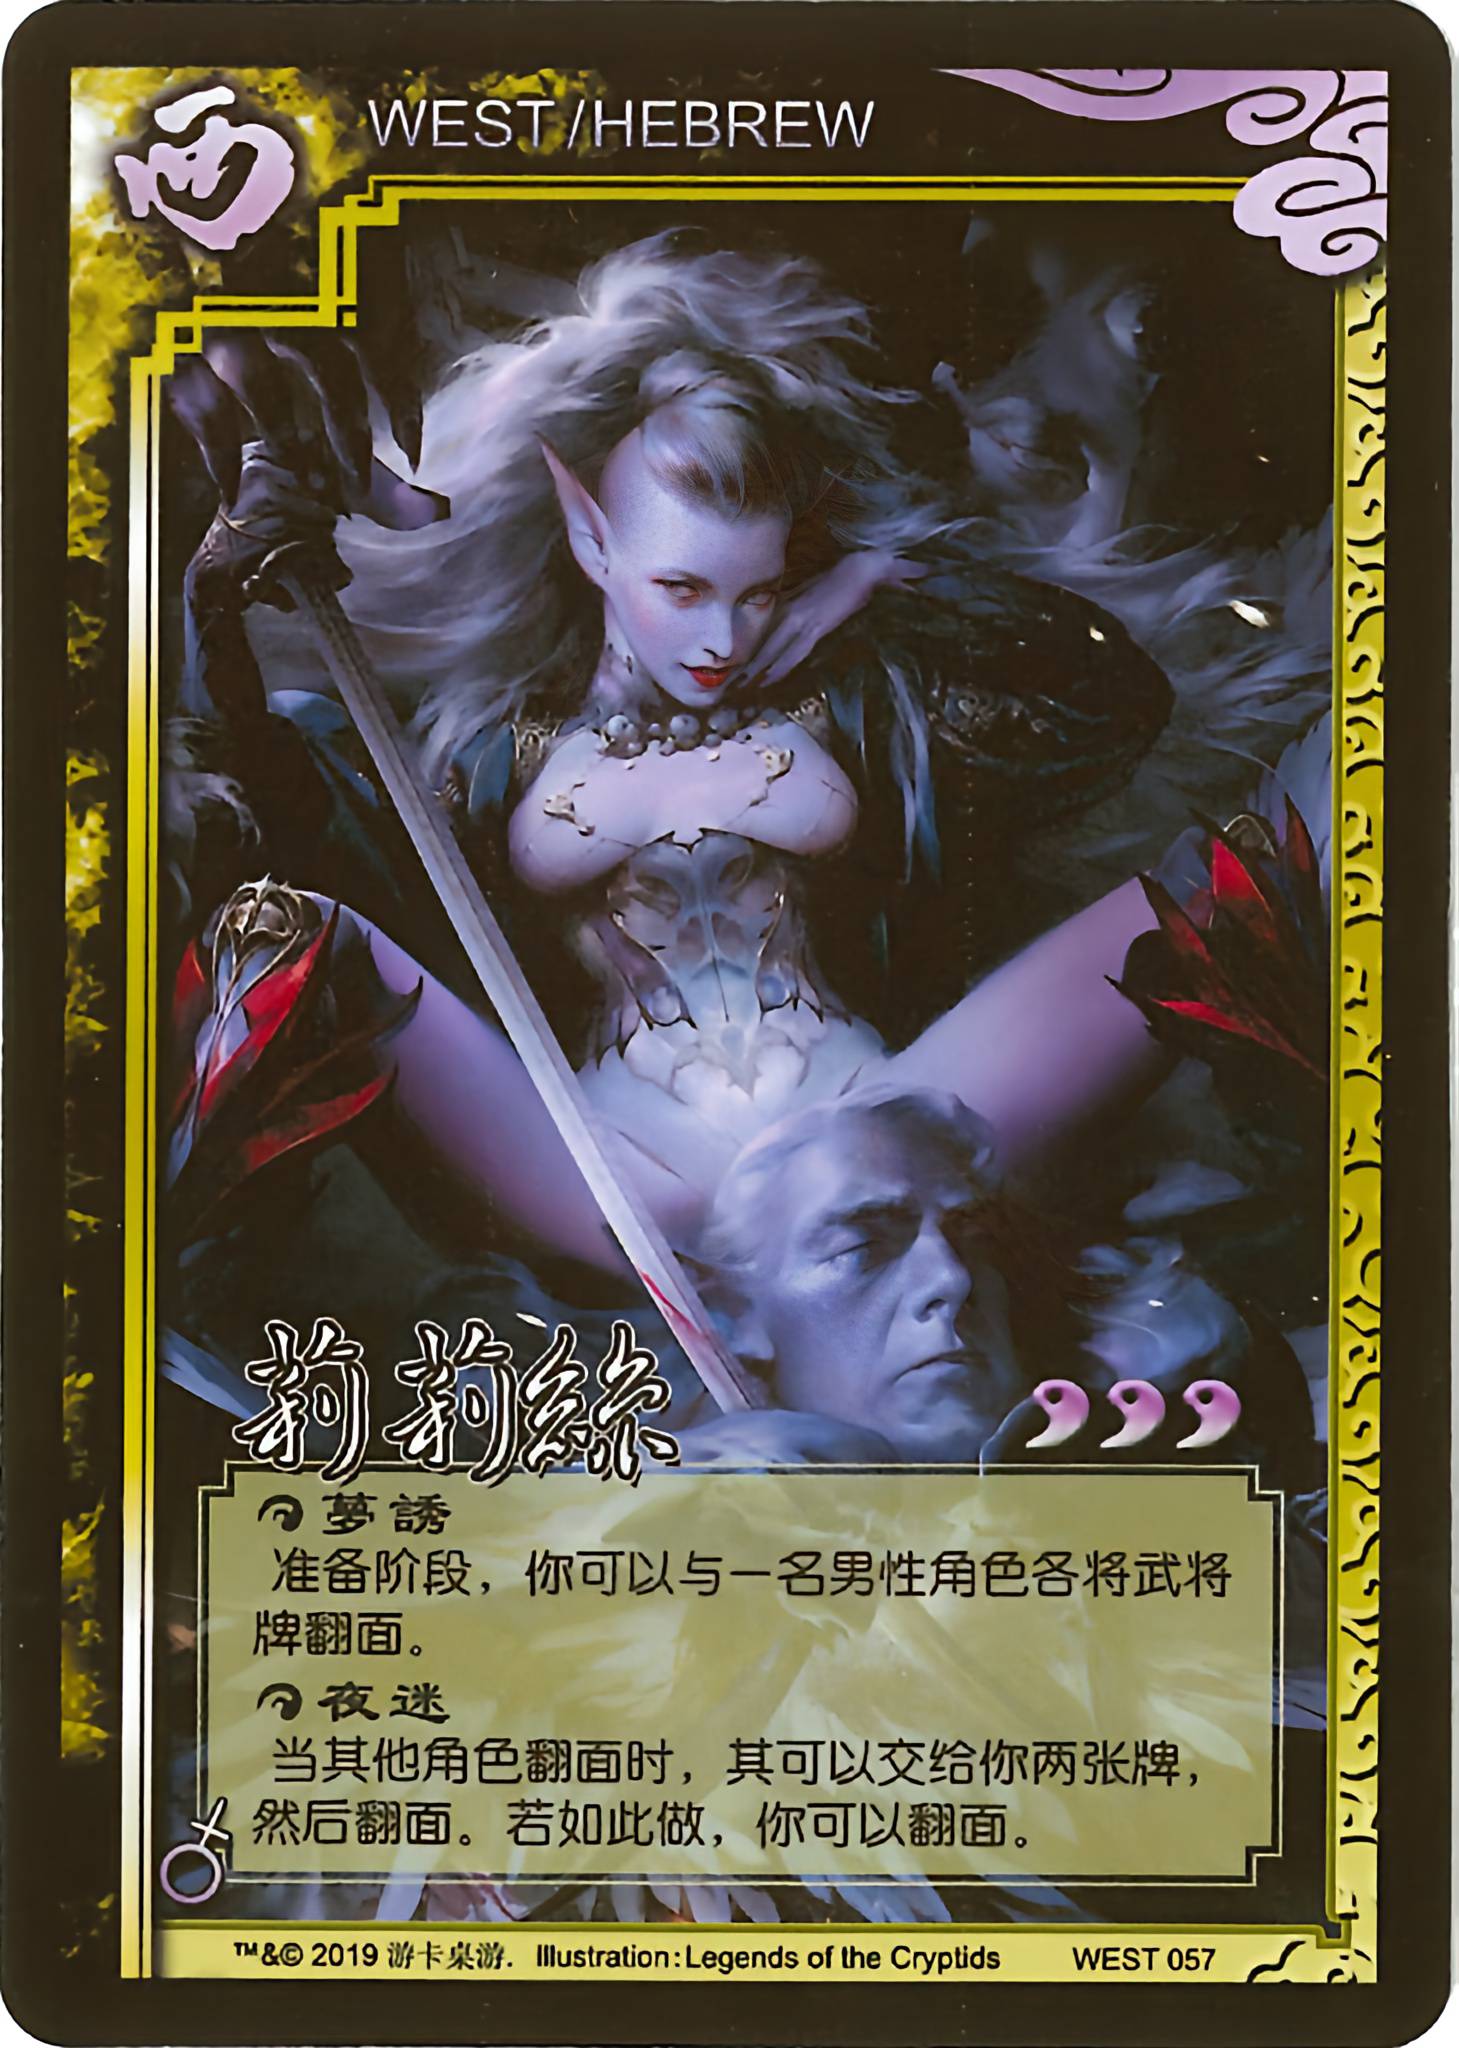 西
WEST/HEBREW
莉莉絲
夢誘
准备阶段，你可以与一名男性角色各将武将
牌翻面。
夜迷
当其他角色翻面时，其可以交给你两张牌，
然后翻面。若如此做，你可以翻面。
™&© 2019 游卡桌游. Illustration:Legends of the Cryptids WEST 057